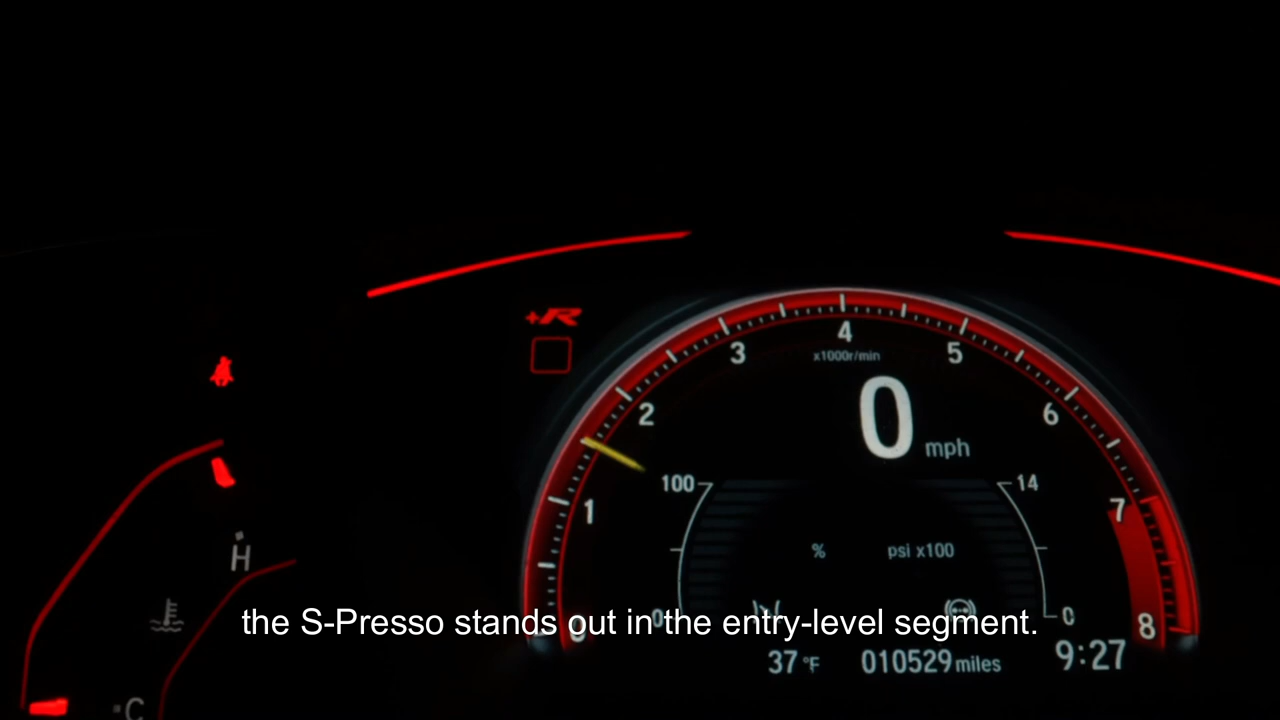 +R
4
3
x1000r/min
5
2
0 mph
6
100
14
1
7
H
% psi x100
0
the S-Presso stands out in the entry-level segment.
8
37°F 010529 miles 9:27
C